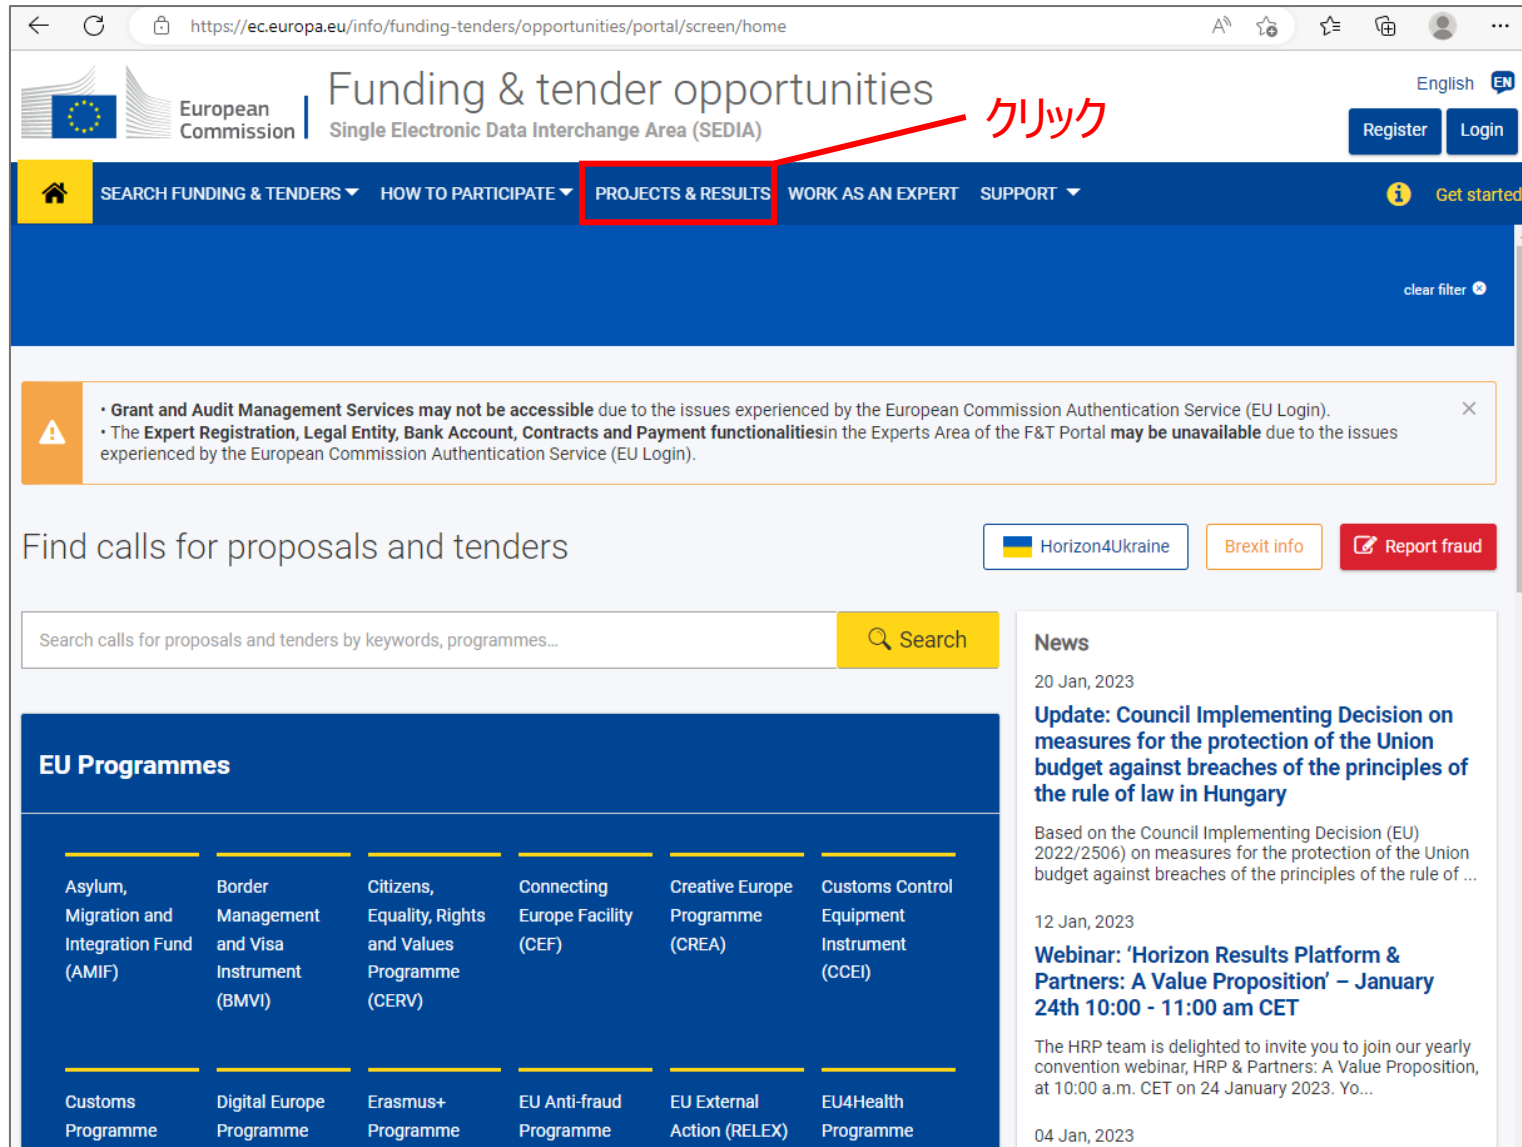 https://ec.europa.eu/info/funding-tenders/opportunities/portal/screen/home
European
Commission
Funding & tender opportunities
Single Electronic Data Interchange Area (SEDIA)
クリック
English EN
Register Login
SEARCH FUNDING & TENDERS HOW TO PARTICIPATE PROJECTS & RESULTS WORK AS AN EXPERT SUPPORT Get started
clear filter
• Grant and Audit Management Services may not be accessible due to the issues experienced by the European Commission Authentication Service (EU Login).
• The Expert Registration, Legal Entity, Bank Account, Contracts and Payment functionalitiesin the Experts Area of the F&T Portal may be unavailable due to the issues
experienced by the European Commission Authentication Service (EU Login).
Find calls for proposals and tenders
Horizon4Ukraine Brexit info Report fraud
Search calls for proposals and tenders by keywords, programmes...
Search
EU Programmes
Asylum,
Migration and
Integration Fund
(AMIF)
Border
Management
and Visa
Instrument
(BMVI)
Citizens,
Equality, Rights
and Values
Programme
(CERV)
Connecting
Europe Facility
(CEF)
Creative Europe
Programme
(CREA)
Customs Control
Equipment
Instrument
(CCEI)
Customs
Programme
Digital Europe
Programme
Erasmus+
Programme
EU Anti-fraud
Programme
EU External
Action (RELEX)
EU4Health
Programme
News
20 Jan, 2023
Update: Council Implementing Decision on
measures for the protection of the Union
budget against breaches of the principles of
the rule of law in Hungary
Based on the Council Implementing Decision (EU)
2022/2506) on measures for the protection of the Union
budget against breaches of the principles of the rule of ...
12 Jan, 2023
Webinar: ‘Horizon Results Platform &
Partners: A Value Proposition’ – January
24th 10:00 - 11:00 am CET
The HRP team is delighted to invite you to join our yearly
convention webinar, HRP & Partners: A Value Proposition,
at 10:00 a.m. CET on 24 January 2023. Yo...
04 Jan, 2023